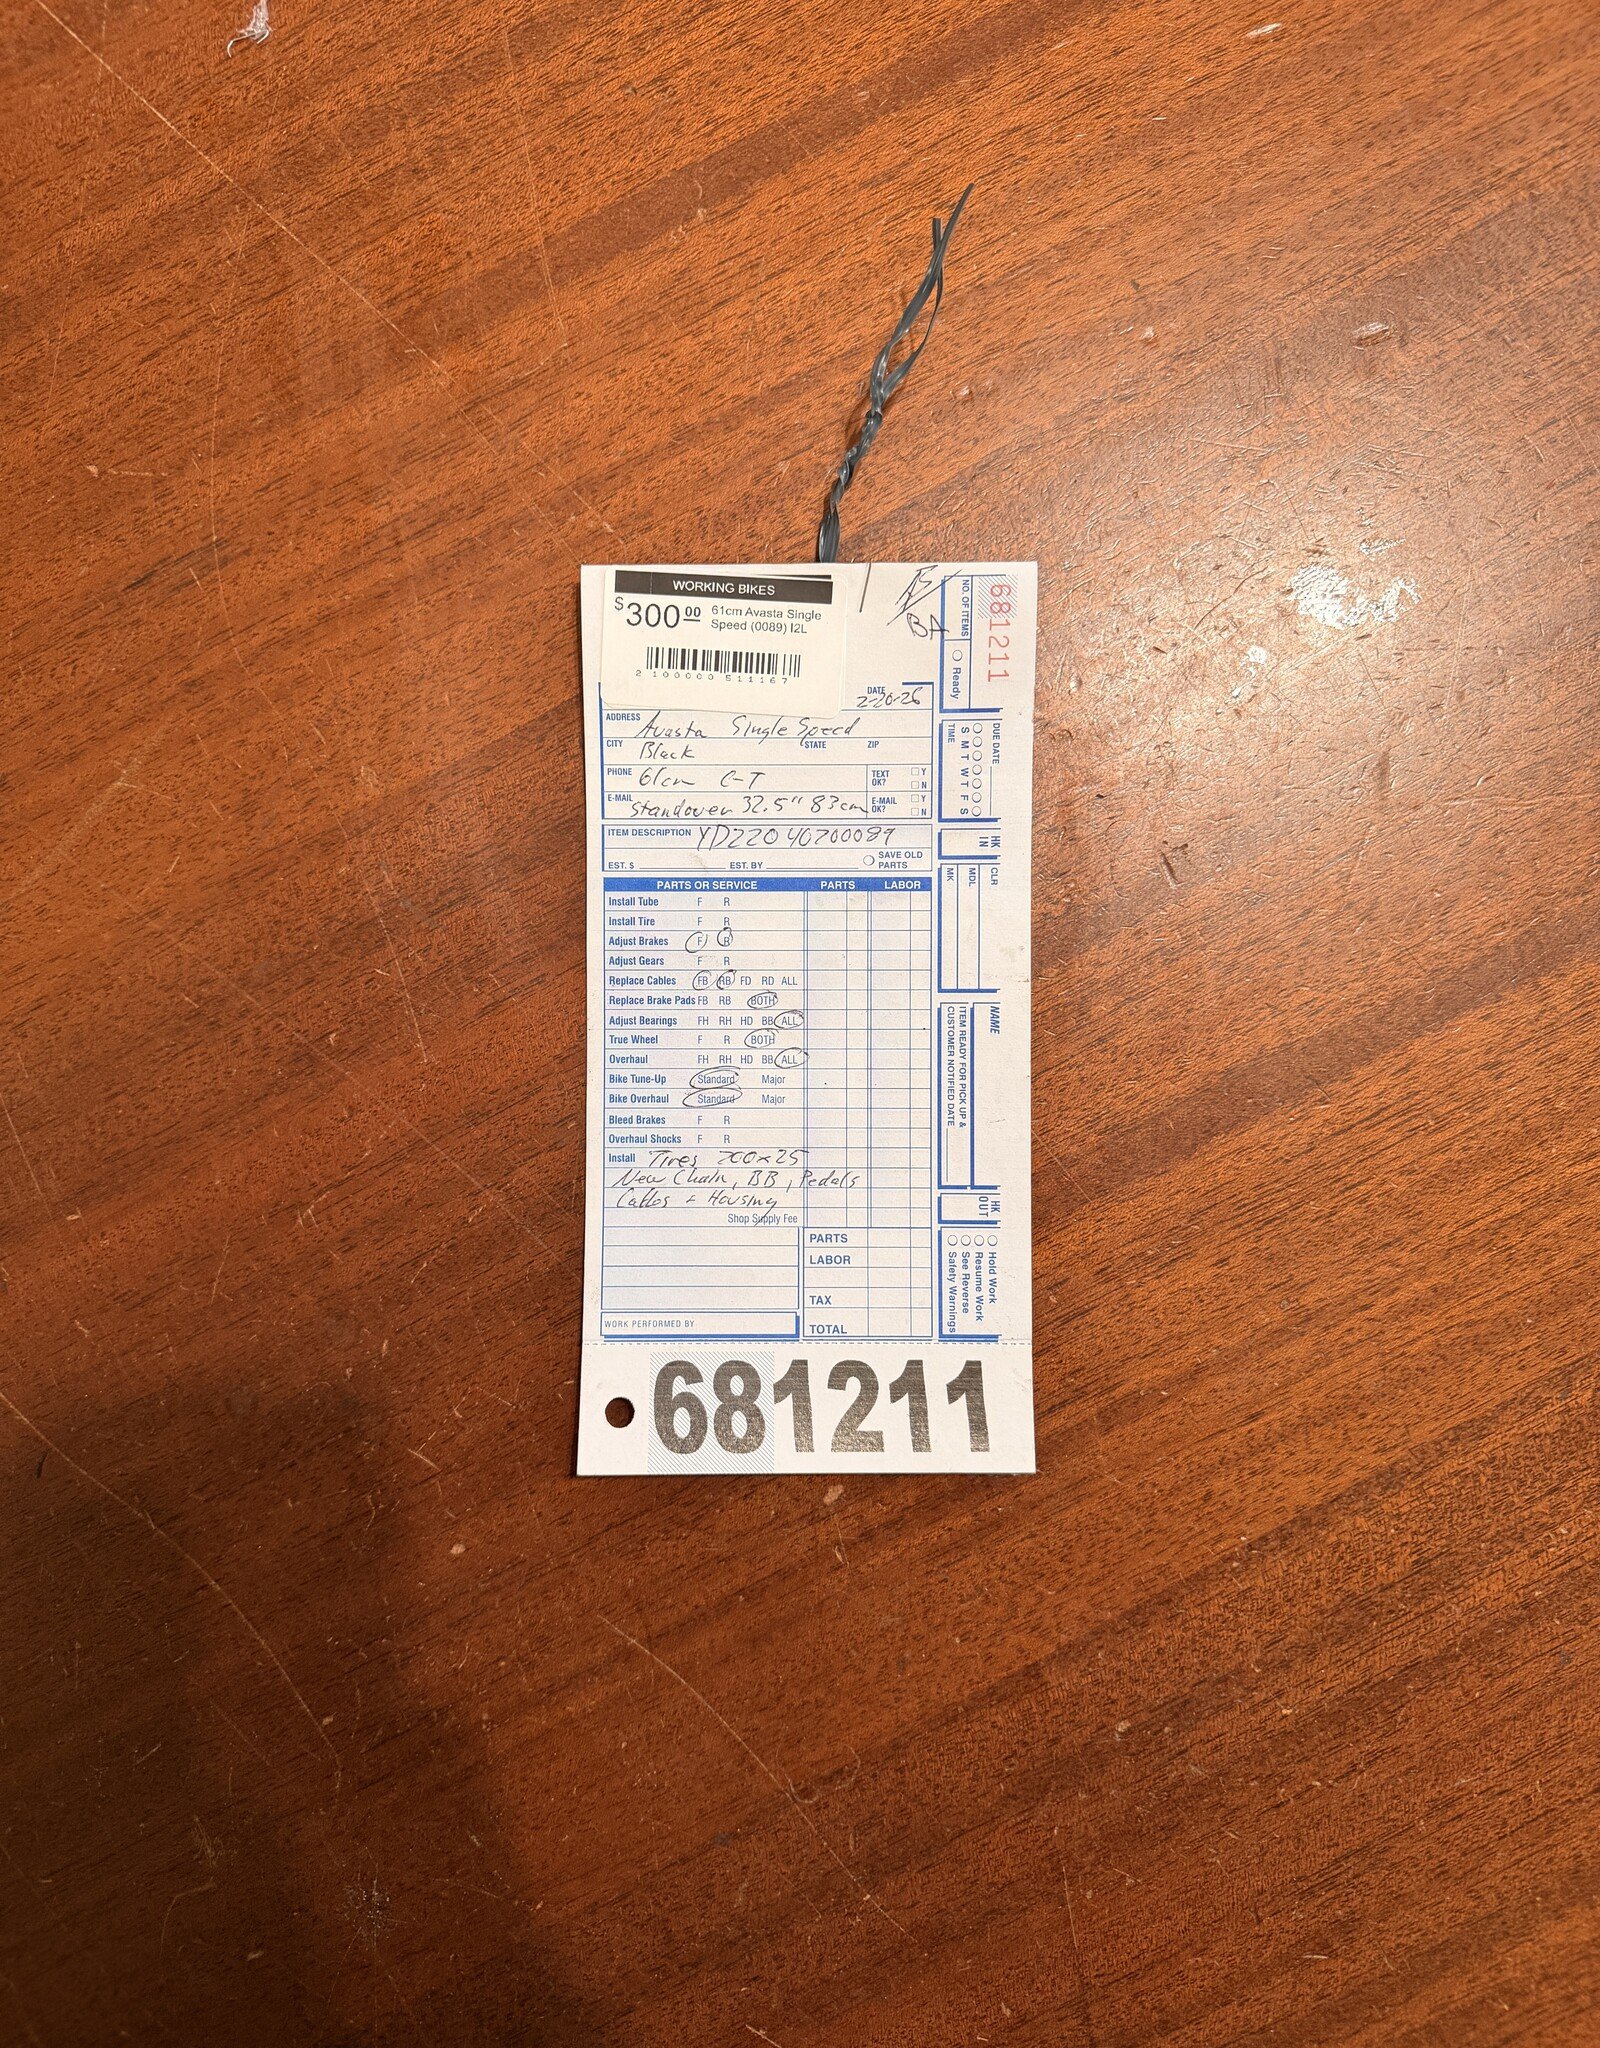 WORKING BIKES
$300.00 61cm Avasta Single
Speed (0089) I2L
2 100000 511167
BA
DATE 2-20-26
ADDRESS Avasta Single Speed
CITY Black STATE ZIP
PHONE 61cm C-T TEXT OK? Y N
E-MAIL Standover 32.5" 83cm E-MAIL OK? Y N
ITEM DESCRIPTION YD22040700089
EST. $ EST. BY SAVE OLD PARTS
PARTS OR SERVICE PARTS LABOR
Install Tube F R
Install Tire F R
Adjust Brakes F R
Adjust Gears F R
Replace Cables FB RB FD RD ALL
Replace Brake Pads FB RB BOTH
Adjust Bearings FH RH HD BB ALL
True Wheel F R BOTH
Overhaul FH RH HD BB ALL
Bike Tune-Up Standard Major
Bike Overhaul Standard Major
Bleed Brakes F R
Overhaul Shocks F R
Install Tires 700x25
New Chain, BB, Pedals
Cables + Housing
Shop Supply Fee
PARTS
LABOR
TAX
WORK PERFORMED BY TOTAL
681211
NO. OF ITEMS
Ready
DUE DATE
S M T W T F S
TIME
HK IN
CLR
MDL
MK
NAME
ITEM READY FOR PICK UP &
CUSTOMER NOTIFIED DATE
HK OUT
Hold Work
Resume Work
See Reverse
Safety Warnings
681211